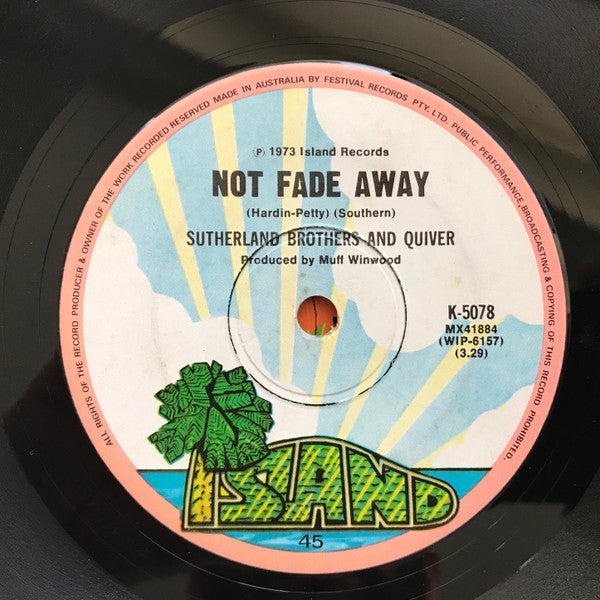 ALL RIGHTS OF THE RECORD PRODUCER & OWNER OF THE WORK RECORDED RESERVED MADE IN AUSTRALIA BY FESTIVAL RECORDS PTY. LTD. PUBLIC PERFORMANCE, BROADCASTING & COPYING OF THIS RECORD PROHIBITED.
℗ 1973 Island Records
NOT FADE AWAY
(Hardin-Petty) (Southern)
SUTHERLAND BROTHERS AND QUIVER
Produced by Muff Winwood
K-5078
MX41884
(WIP-6157)
(3.29)
ISLAND
45